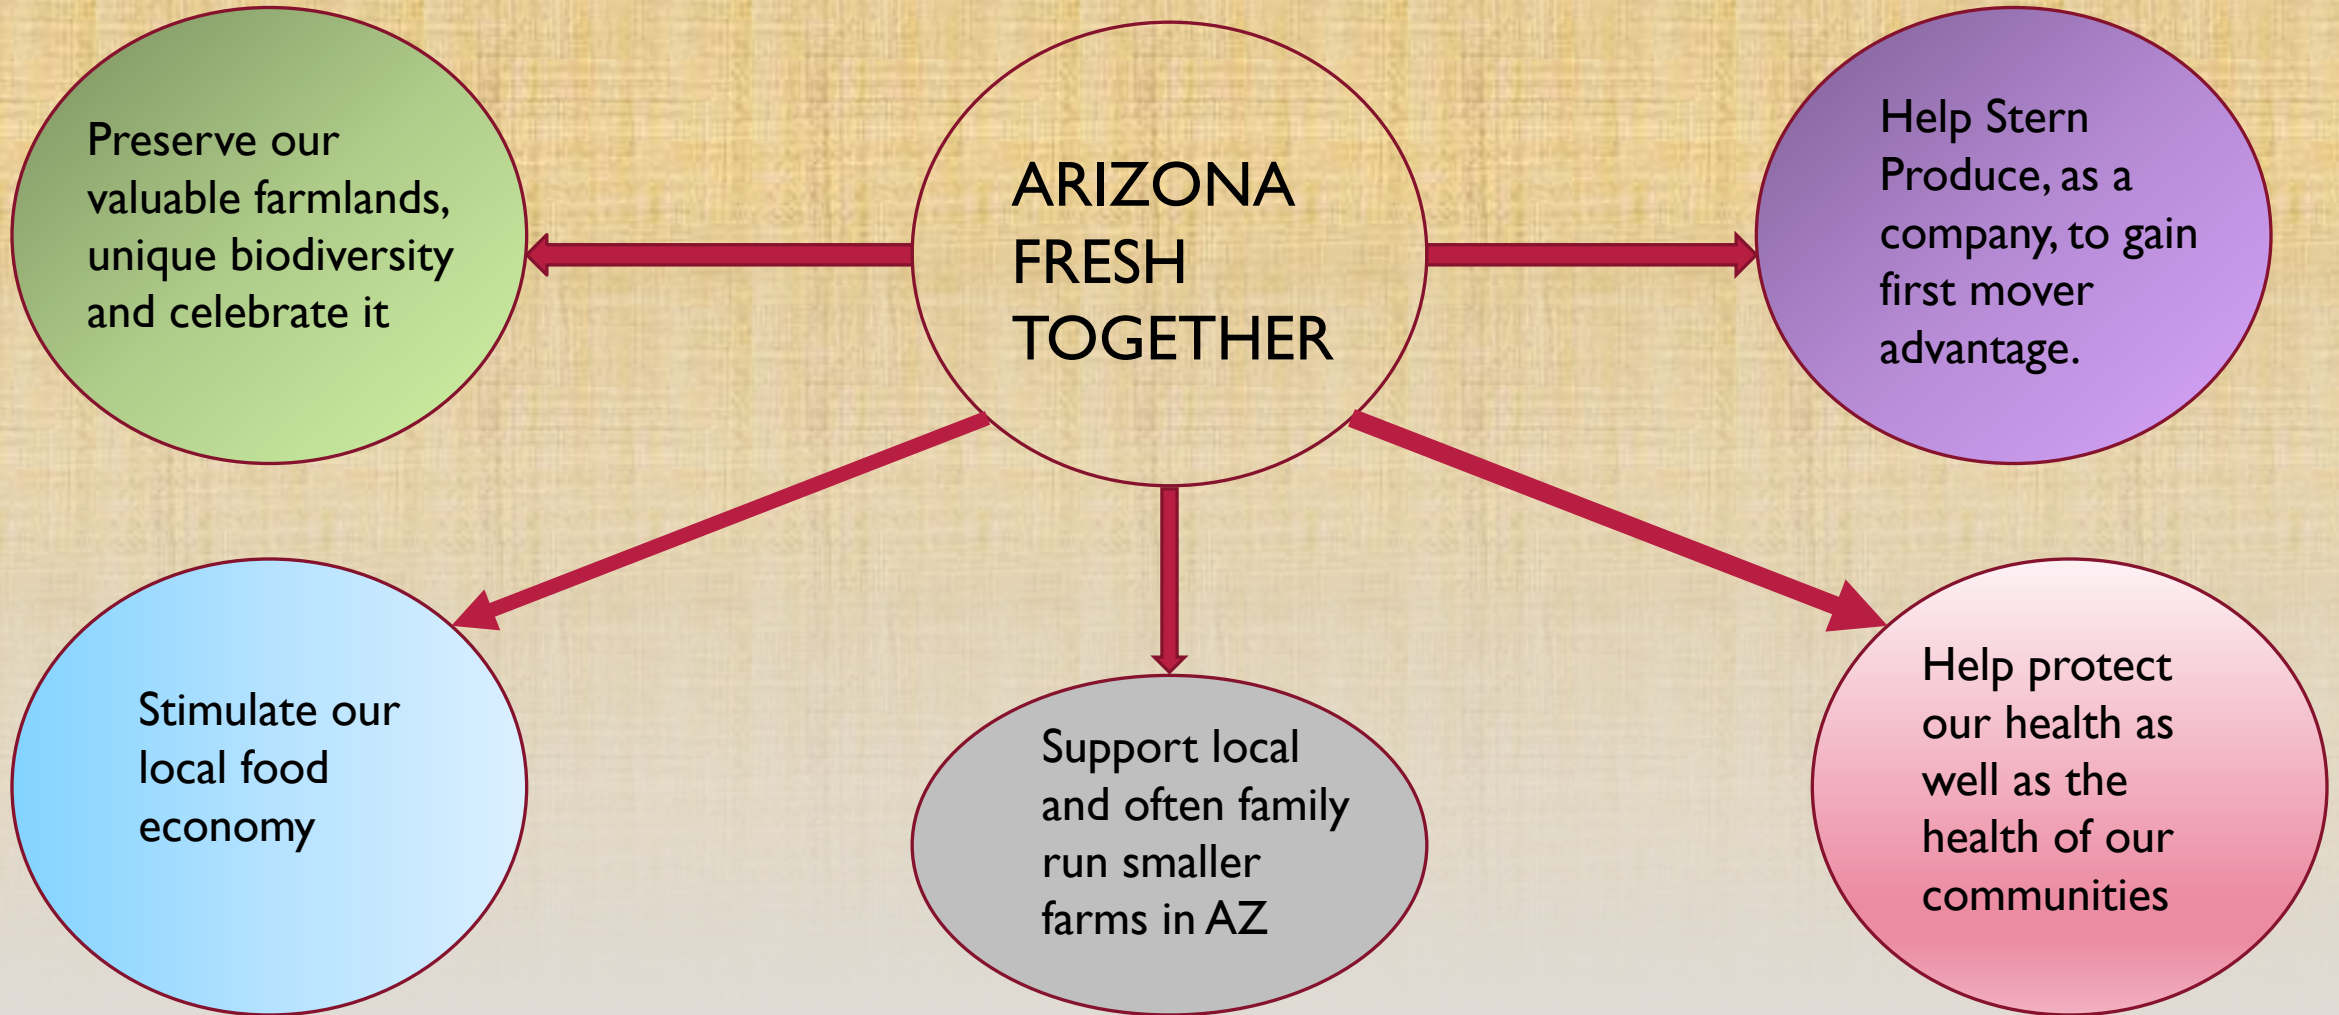 Preserve our
valuable farmlands,
unique biodiversity
and celebrate it
ARIZONA
FRESH
TOGETHER
Help Stern
Produce, as a
company, to gain
first mover
advantage.
Stimulate our
local food
economy
Support local
and often family
run smaller
farms in AZ
Help protect
our health as
well as the
health of our
communities